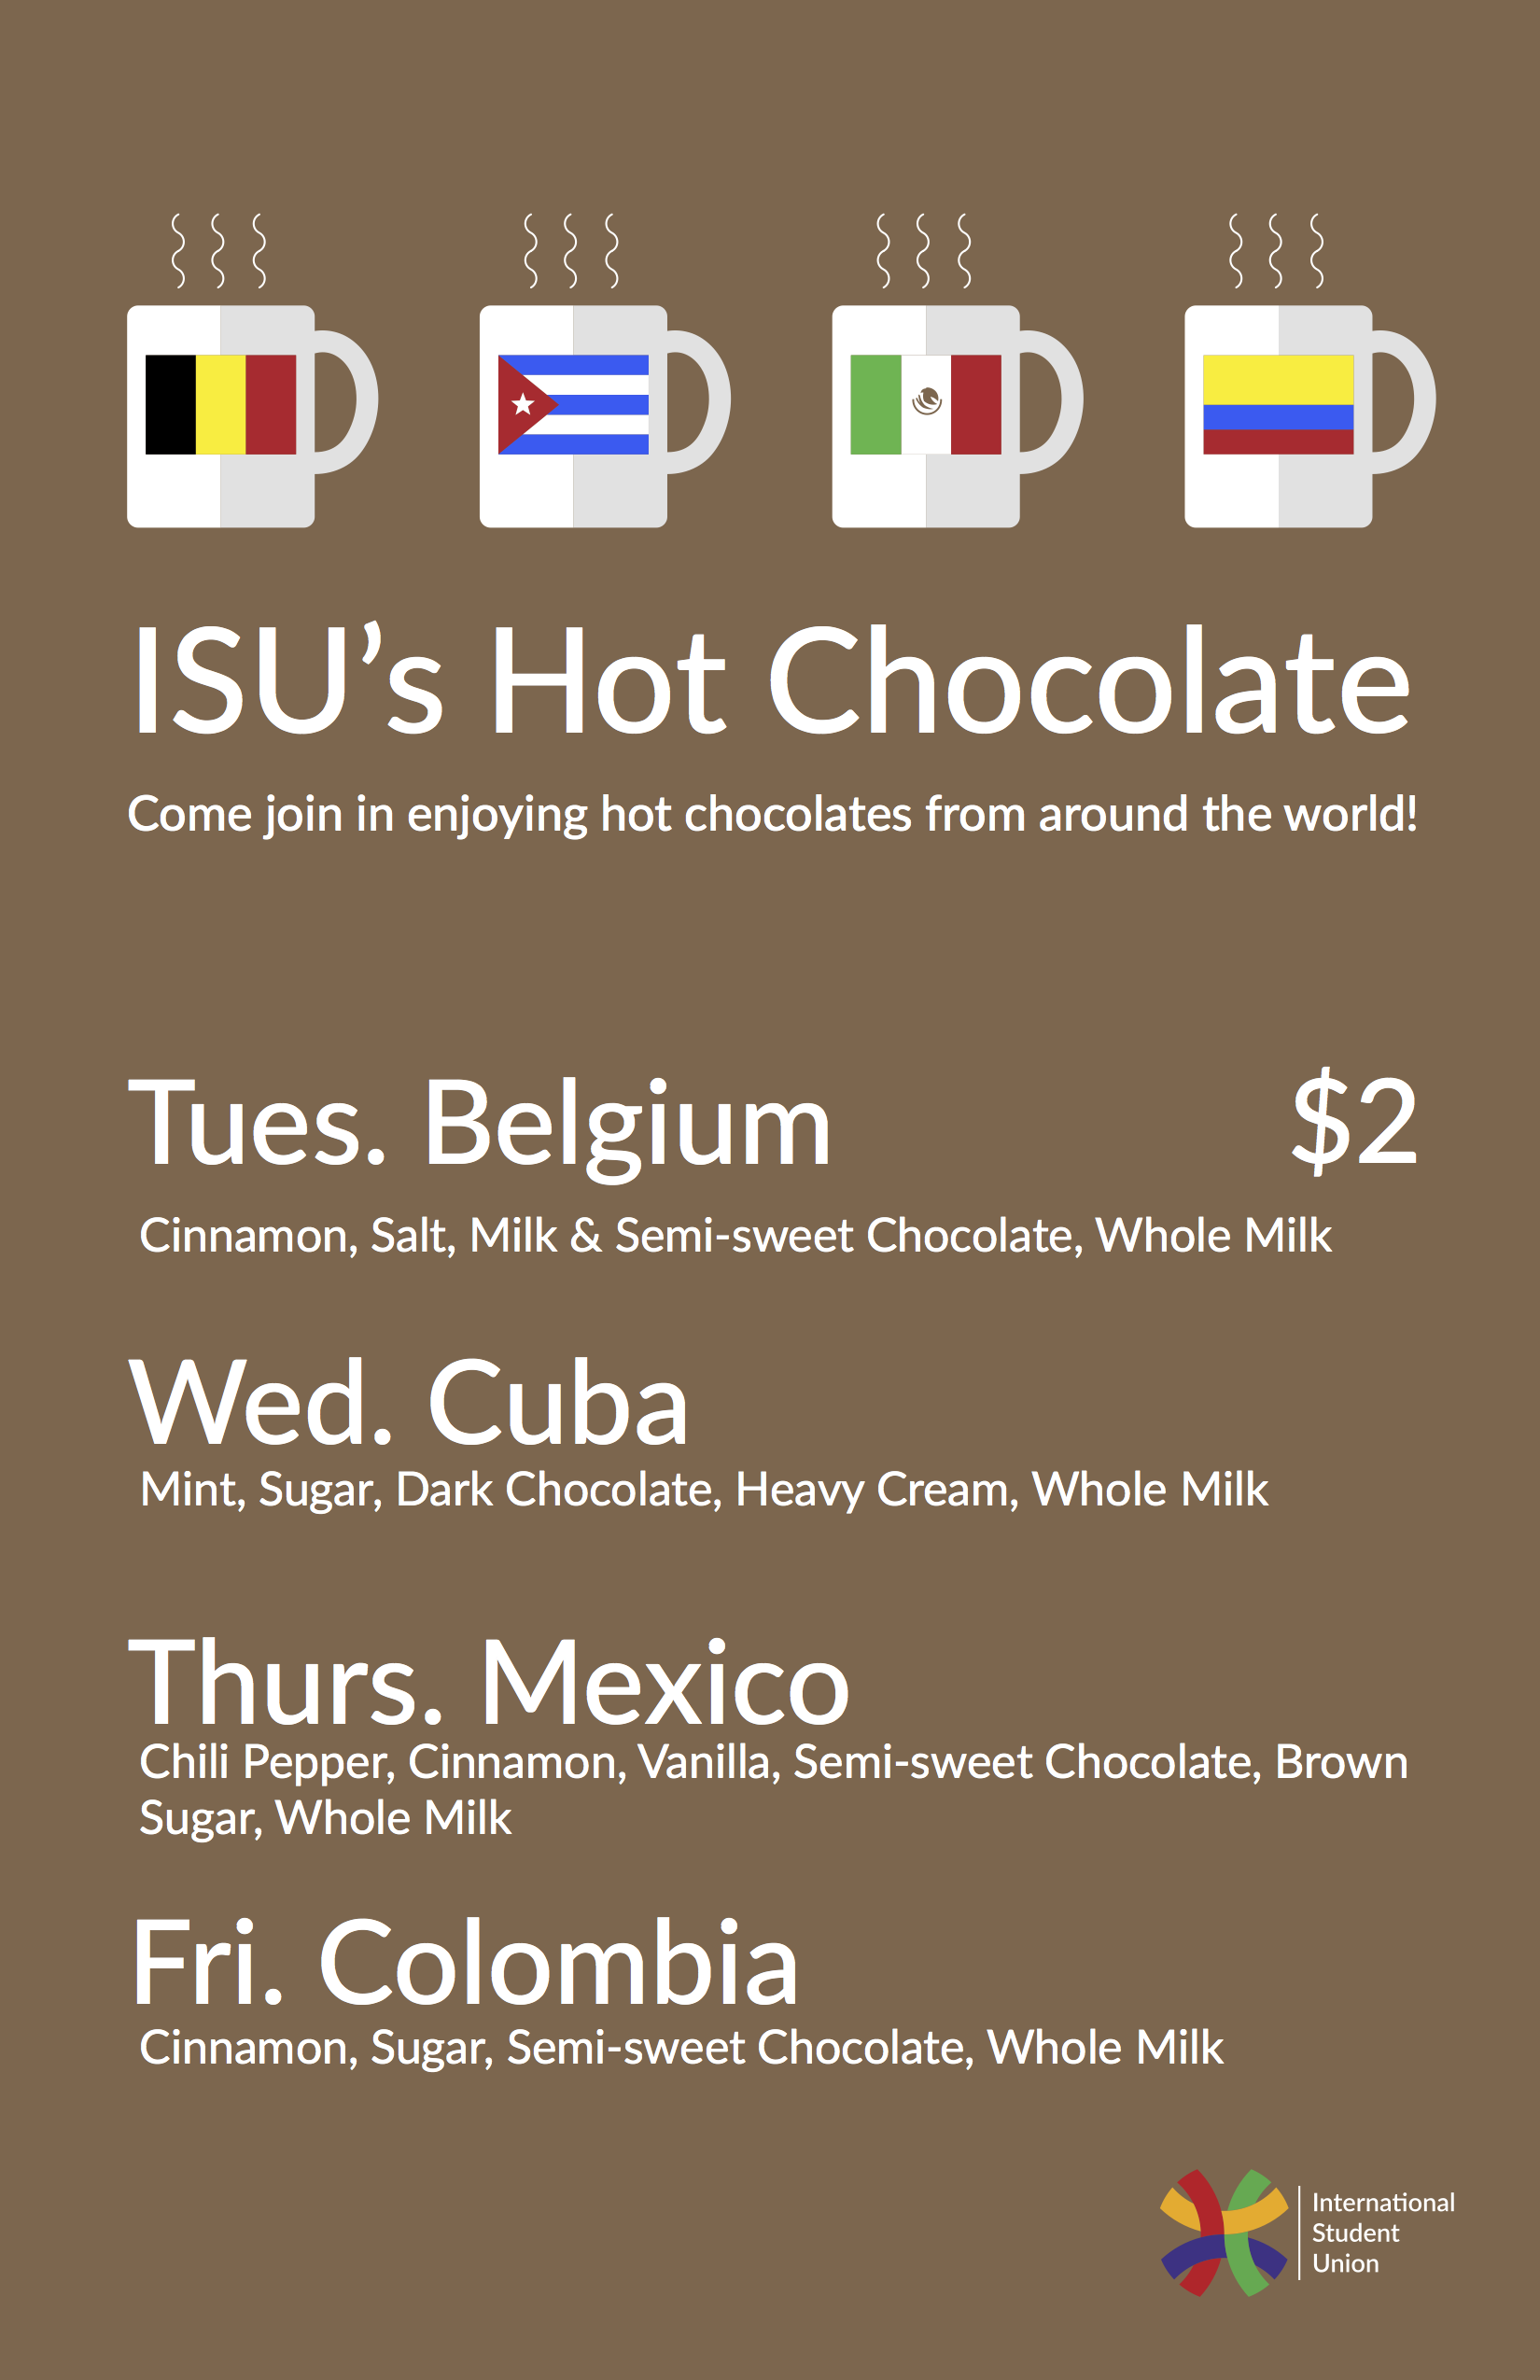 ISU’s Hot Chocolate
Come join in enjoying hot chocolates from around the world!
Tues. Belgium $2
Cinnamon, Salt, Milk & Semi-sweet Chocolate, Whole Milk
Wed. Cuba
Mint, Sugar, Dark Chocolate, Heavy Cream, Whole Milk
Thurs. Mexico
Chili Pepper, Cinnamon, Vanilla, Semi-sweet Chocolate, Brown
Sugar, Whole Milk
Fri. Colombia
Cinnamon, Sugar, Semi-sweet Chocolate, Whole Milk
International
Student
Union